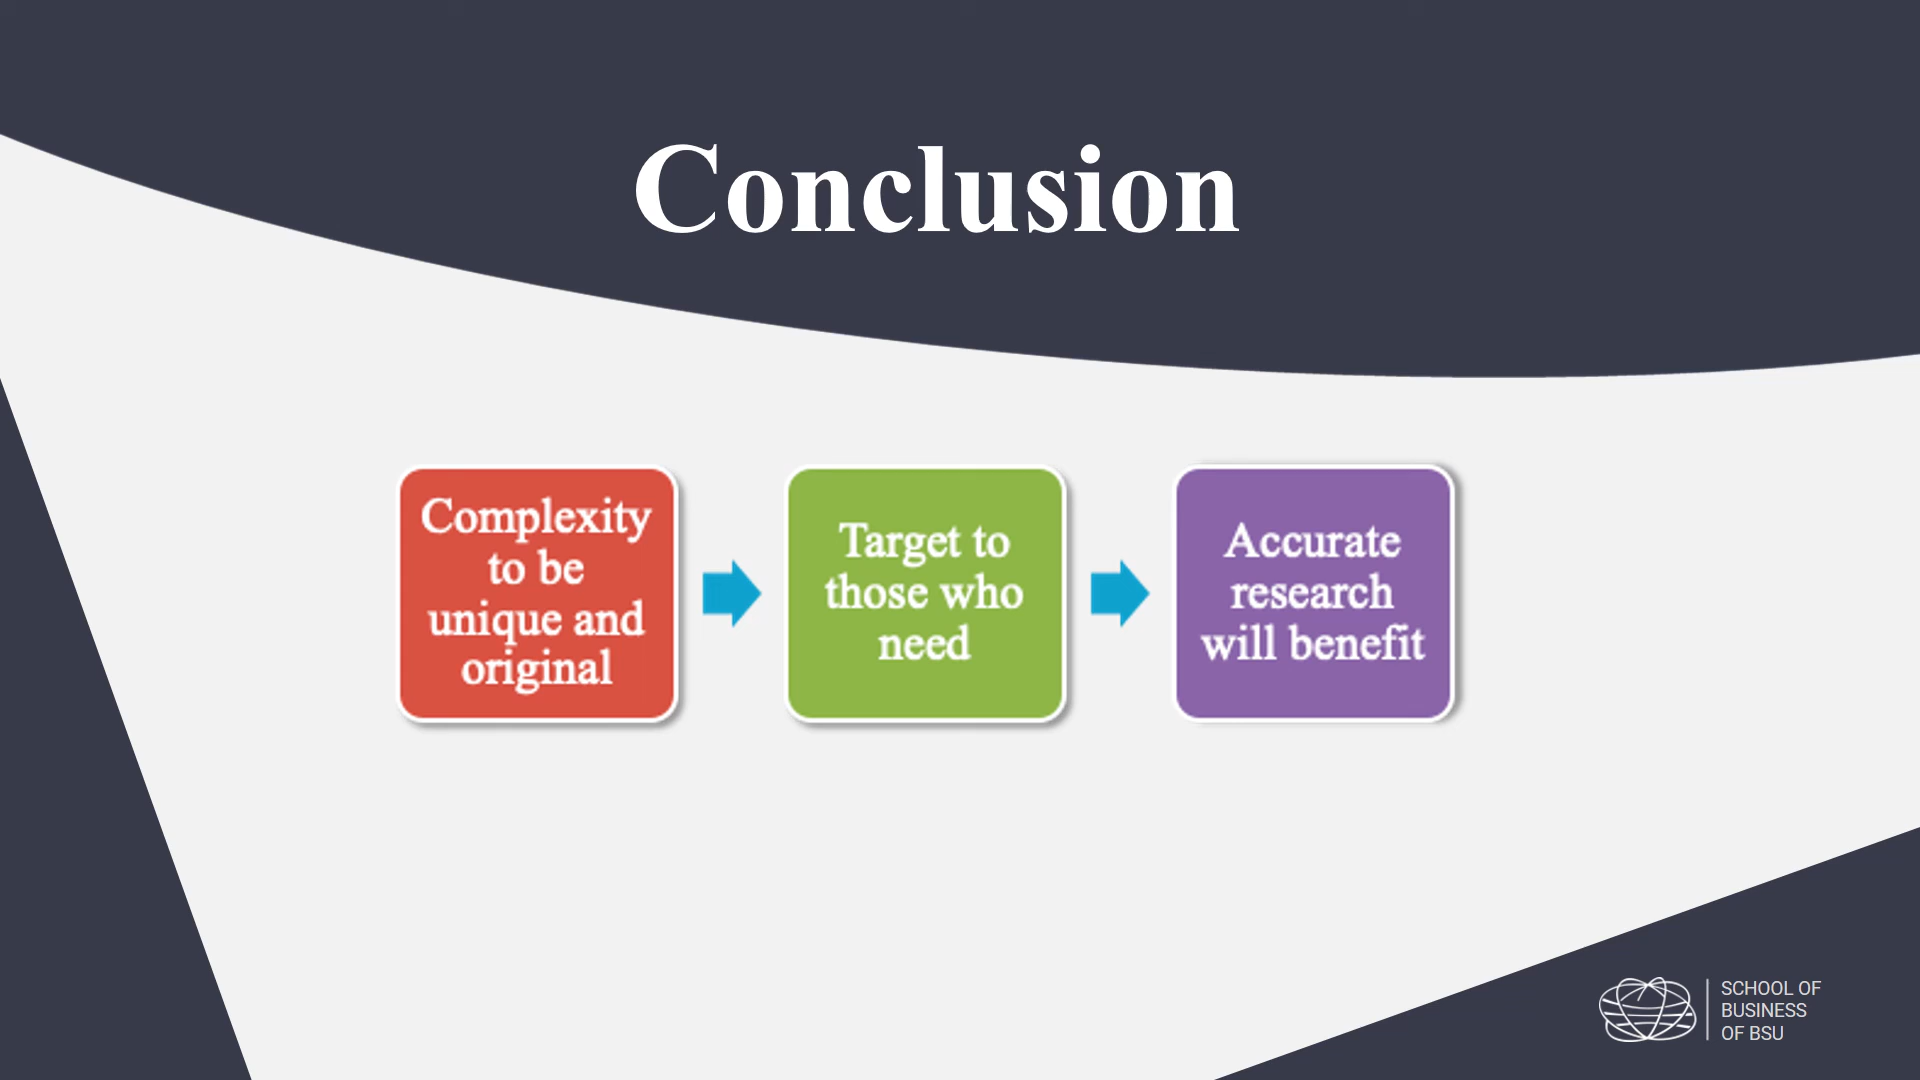 Conclusion
Complexity
to be
unique and
original
Target to
those who
need
Accurate
research
will benefit
SCHOOL OF
BUSINESS
OF BSU